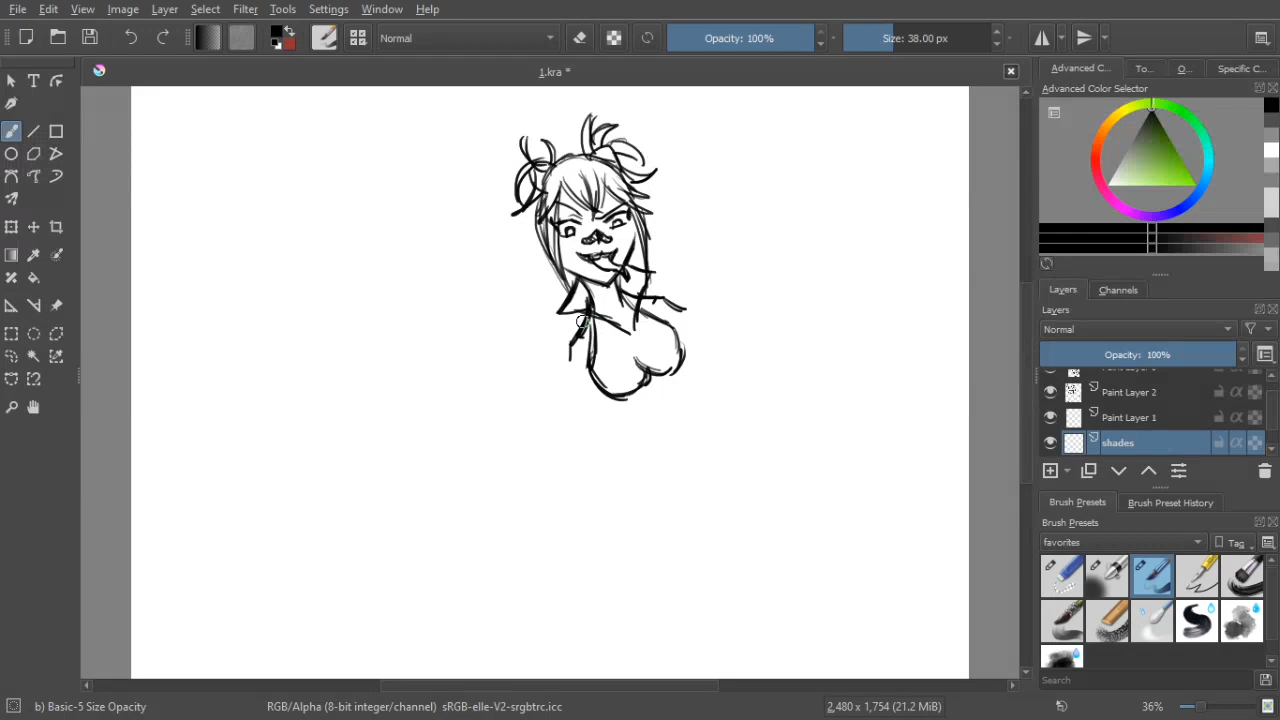 File Edit View Image Layer Select Filter Tools Settings Window Help
Normal Opacity: 100% Size: 38.00 px
1.kra *
Advanced C... To... O... Specific C...
Advanced Color Selector
Layers Channels
Layers
Normal
Opacity: 100%
Paint Layer 2
Paint Layer 1
shades
Brush Presets Brush Preset History
Brush Presets
favorites Tag
Search
b) Basic-5 Size Opacity RGB/Alpha (8-bit integer/channel) sRGB-elle-V2-srgbtrc.icc 2,480 x 1,754 (21.2 MiB) 36%